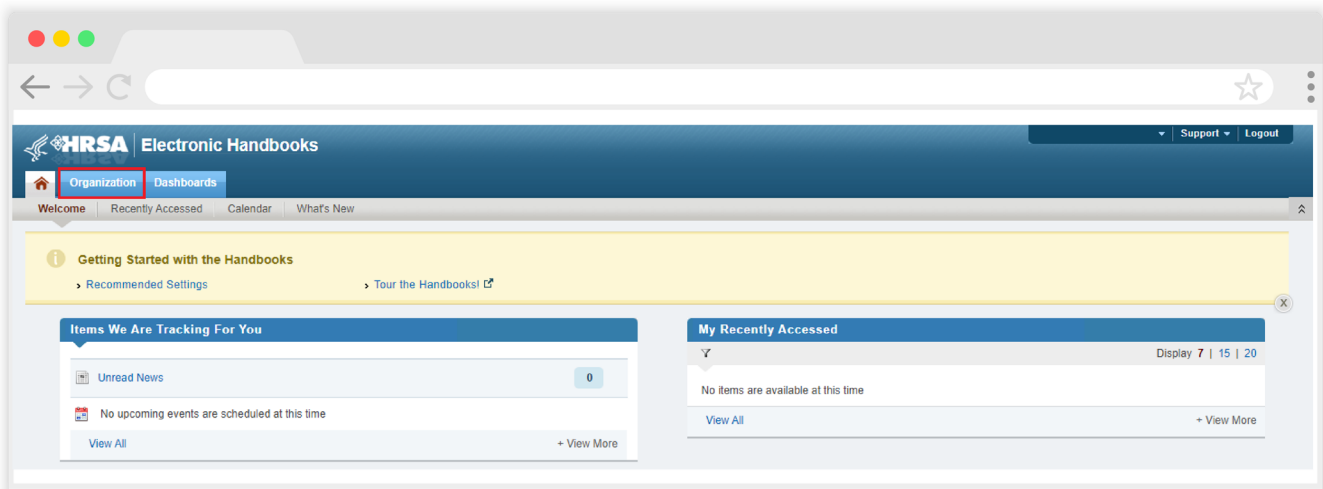 HRSA Electronic Handbooks
Support Logout
Organization Dashboards
Welcome Recently Accessed Calendar What's New
Getting Started with the Handbooks
Recommended Settings Tour the Handbooks!
X
Items We Are Tracking For You
Unread News 0
No upcoming events are scheduled at this time
View All + View More
My Recently Accessed
Display 7 | 15 | 20
No items are available at this time
View All + View More